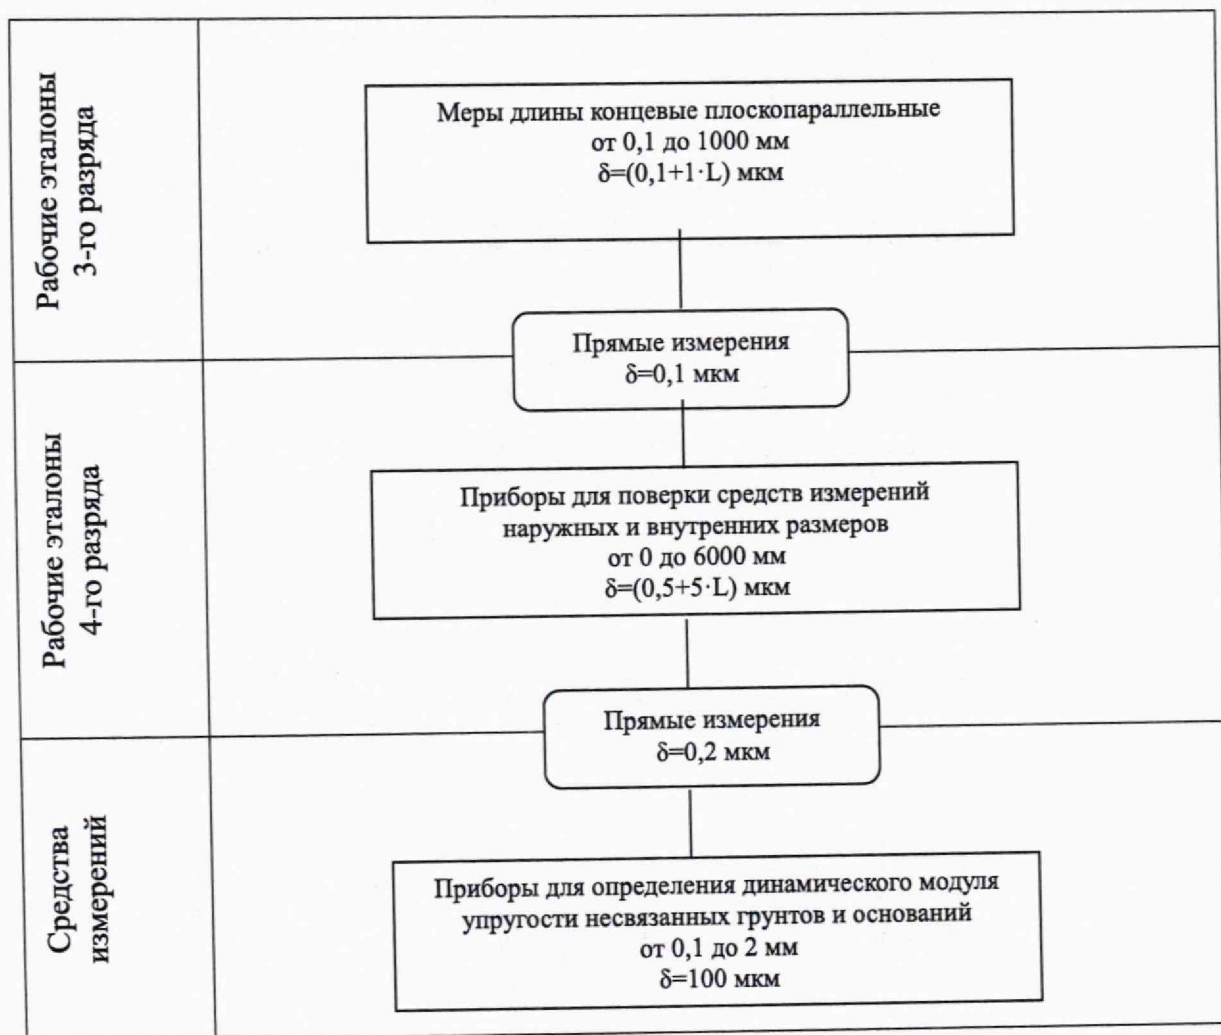 Рабочие эталоны
3-го разряда
Меры длины концевые плоскопараллельные
от 0,1 до 1000 мм
δ=(0,1+1·L) мкм
Прямые измерения
δ=0,1 мкм
Рабочие эталоны
4-го разряда
Приборы для поверки средств измерений
наружных и внутренних размеров
от 0 до 6000 мм
δ=(0,5+5·L) мкм
Прямые измерения
δ=0,2 мкм
Средства
измерений
Приборы для определения динамического модуля
упругости несвязанных грунтов и оснований
от 0,1 до 2 мм
δ=100 мкм